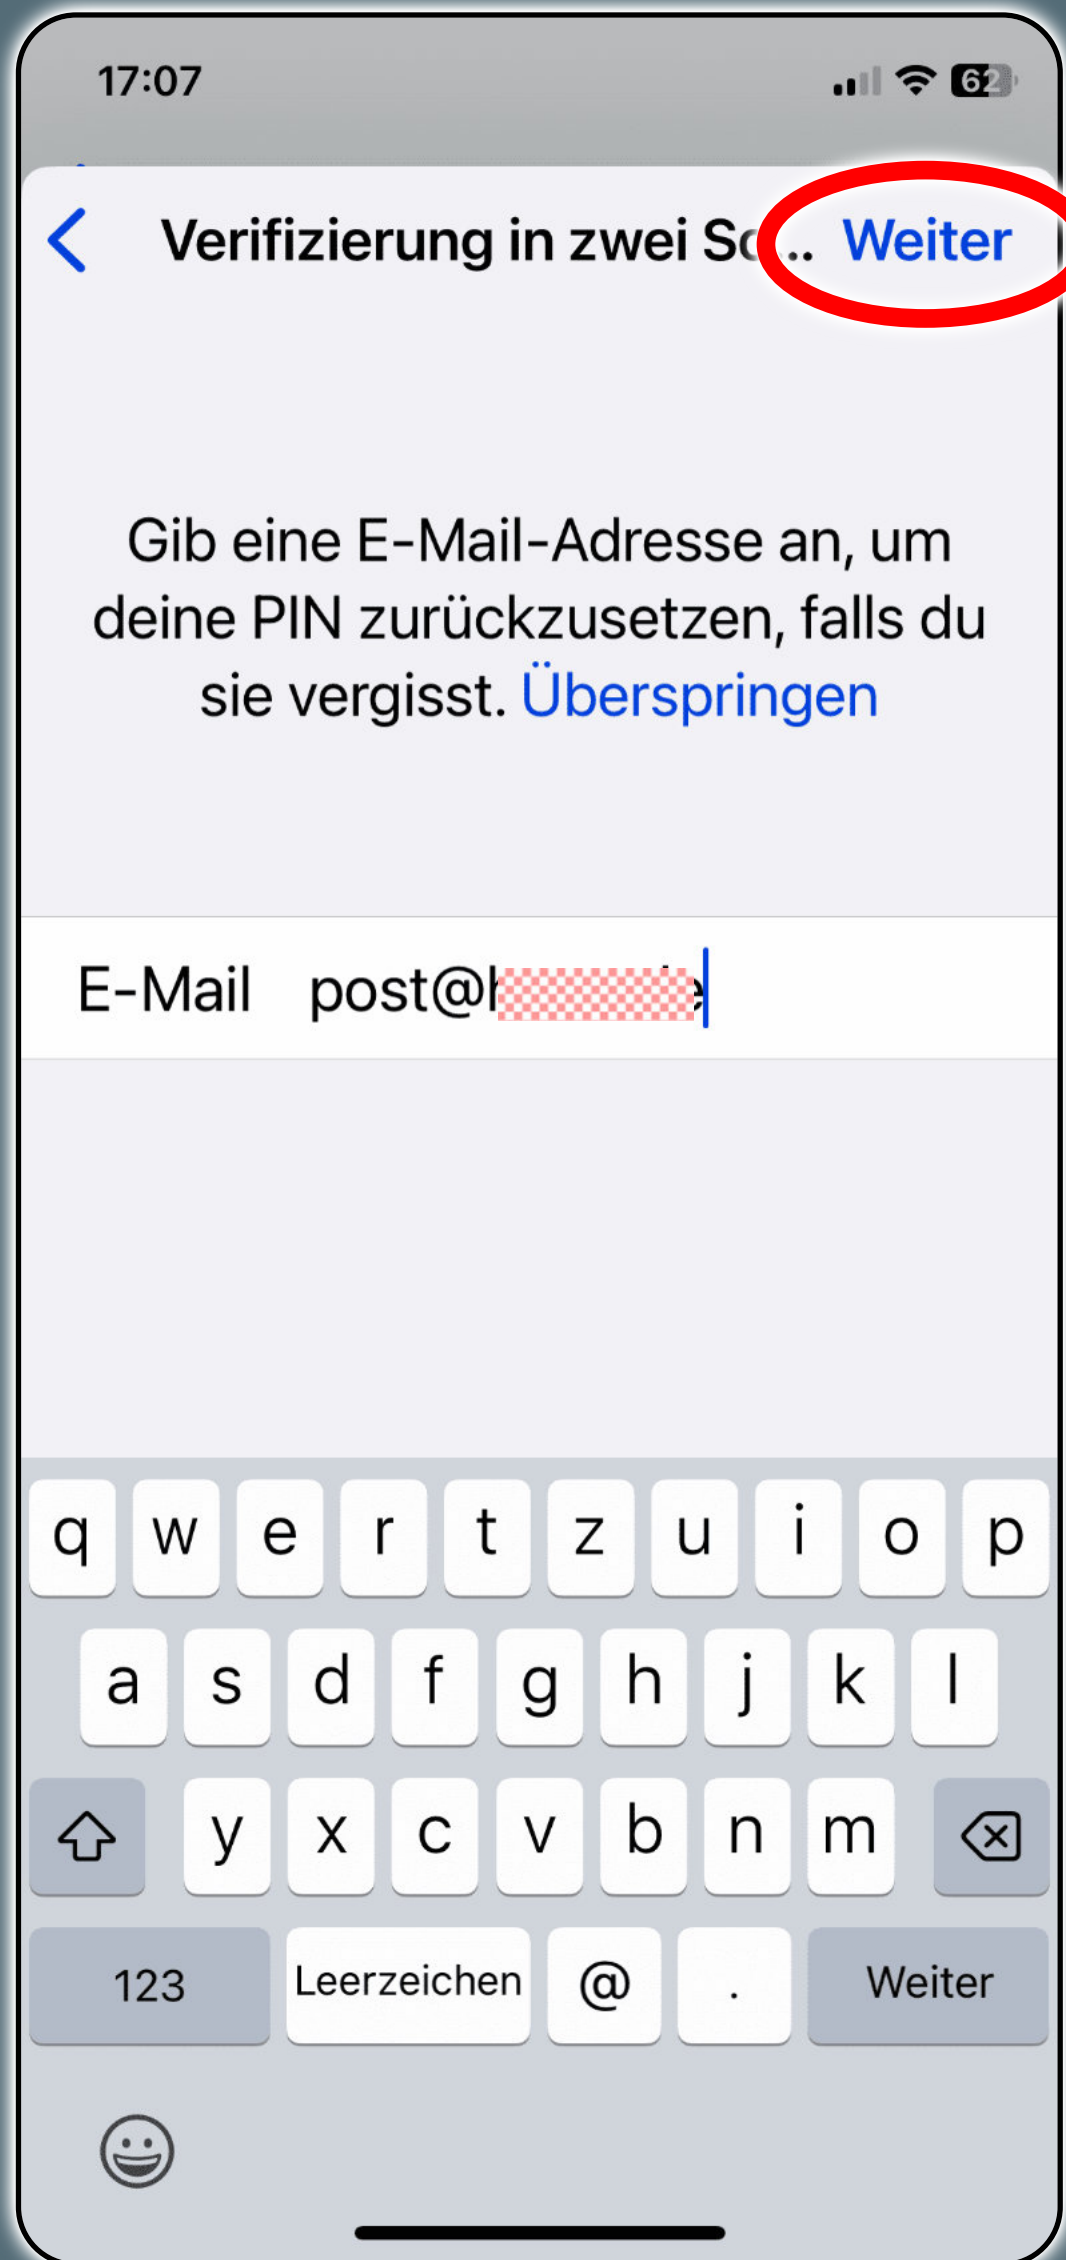 17:07
62
Verifizierung in zwei Sc... Weiter
Gib eine E-Mail-Adresse an, um
deine PIN zurückzusetzen, falls du
sie vergisst. Überspringen
E-Mail post@
q w e r t z u i o p
a s d f g h j k l
y x c v b n m
123 Leerzeichen @ . Weiter